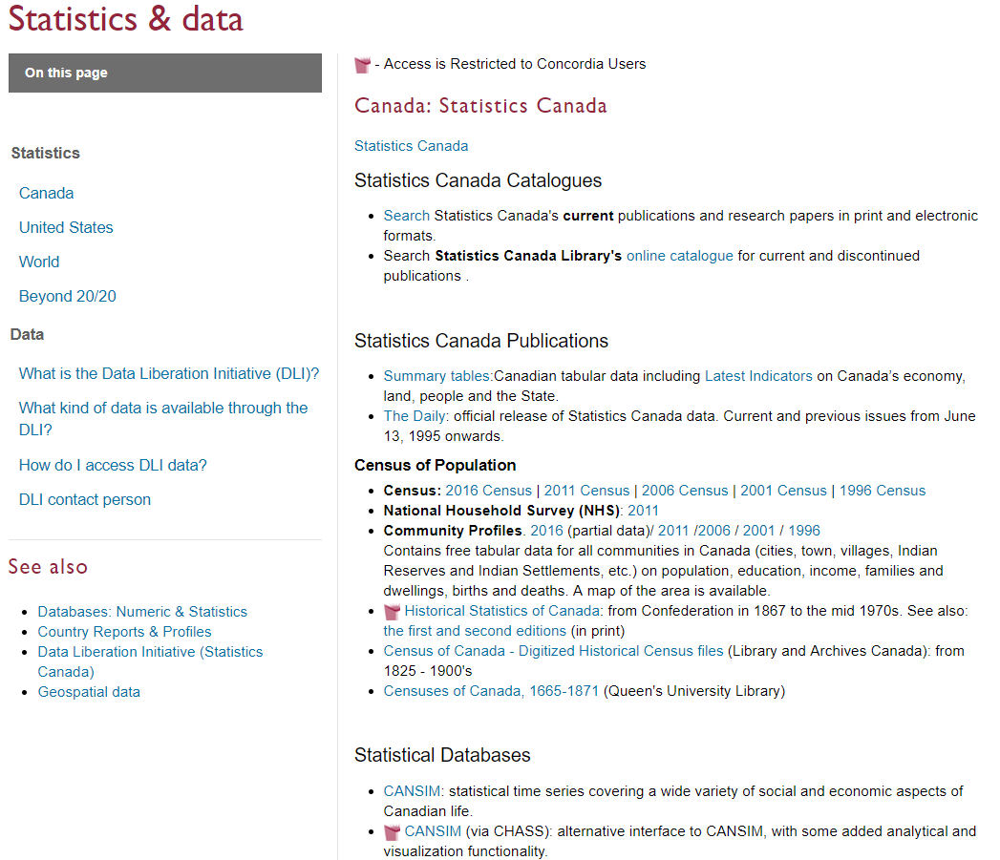 Statistics & data
On this page
Statistics
Canada
United States
World
Beyond 20/20
Data
What is the Data Liberation Initiative (DLI)?
What kind of data is available through the
DLI?
How do I access DLI data?
DLI contact person
See also
Databases: Numeric & Statistics
Country Reports & Profiles
Data Liberation Initiative (Statistics
Canada)
Geospatial data
- Access is Restricted to Concordia Users
Canada: Statistics Canada
Statistics Canada
Statistics Canada Catalogues
Search Statistics Canada's current publications and research papers in print and electronic
formats.
Search Statistics Canada Library's online catalogue for current and discontinued
publications .
Statistics Canada Publications
Summary tables:Canadian tabular data including Latest Indicators on Canada's economy,
land, people and the State.
The Daily: official release of Statistics Canada data. Current and previous issues from June
13, 1995 onwards.
Census of Population
Census: 2016 Census | 2011 Census | 2006 Census | 2001 Census | 1996 Census
National Household Survey (NHS): 2011
Community Profiles. 2016 (partial data)/ 2011 /2006 / 2001 / 1996
Contains free tabular data for all communities in Canada (cities, town, villages, Indian
Reserves and Indian Settlements, etc.) on population, education, income, families and
dwellings, births and deaths. A map of the area is available.
Historical Statistics of Canada: from Confederation in 1867 to the mid 1970s. See also:
the first and second editions (in print)
Census of Canada - Digitized Historical Census files (Library and Archives Canada): from
1825 - 1900's
Censuses of Canada, 1665-1871 (Queen's University Library)
Statistical Databases
CANSIM: statistical time series covering a wide variety of social and economic aspects of
Canadian life.
CANSIM (via CHASS): alternative interface to CANSIM, with some added analytical and
visualization functionality.